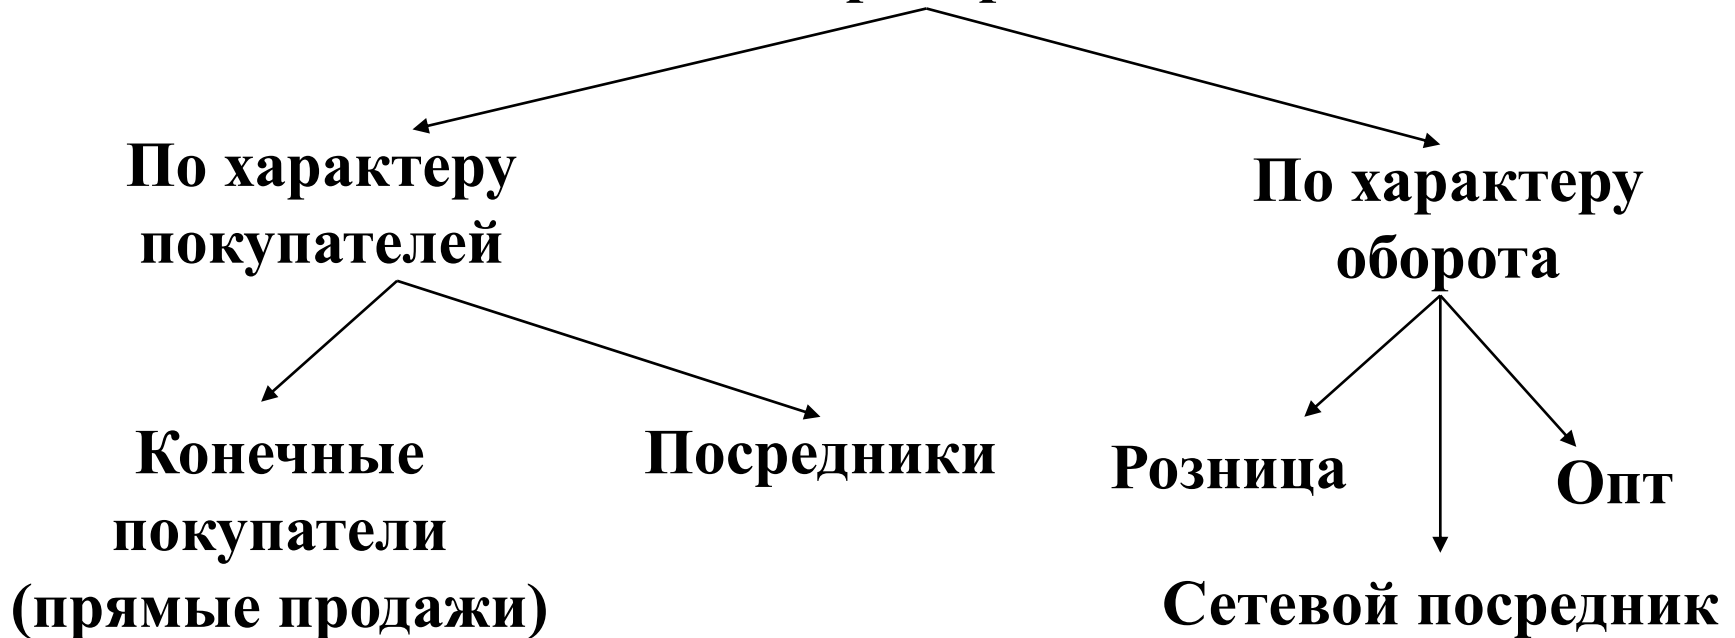 По характеру
покупателей
По характеру
оборота
Конечные
покупатели
(прямые продажи)
Посредники
Розница
Опт
Сетевой посредник